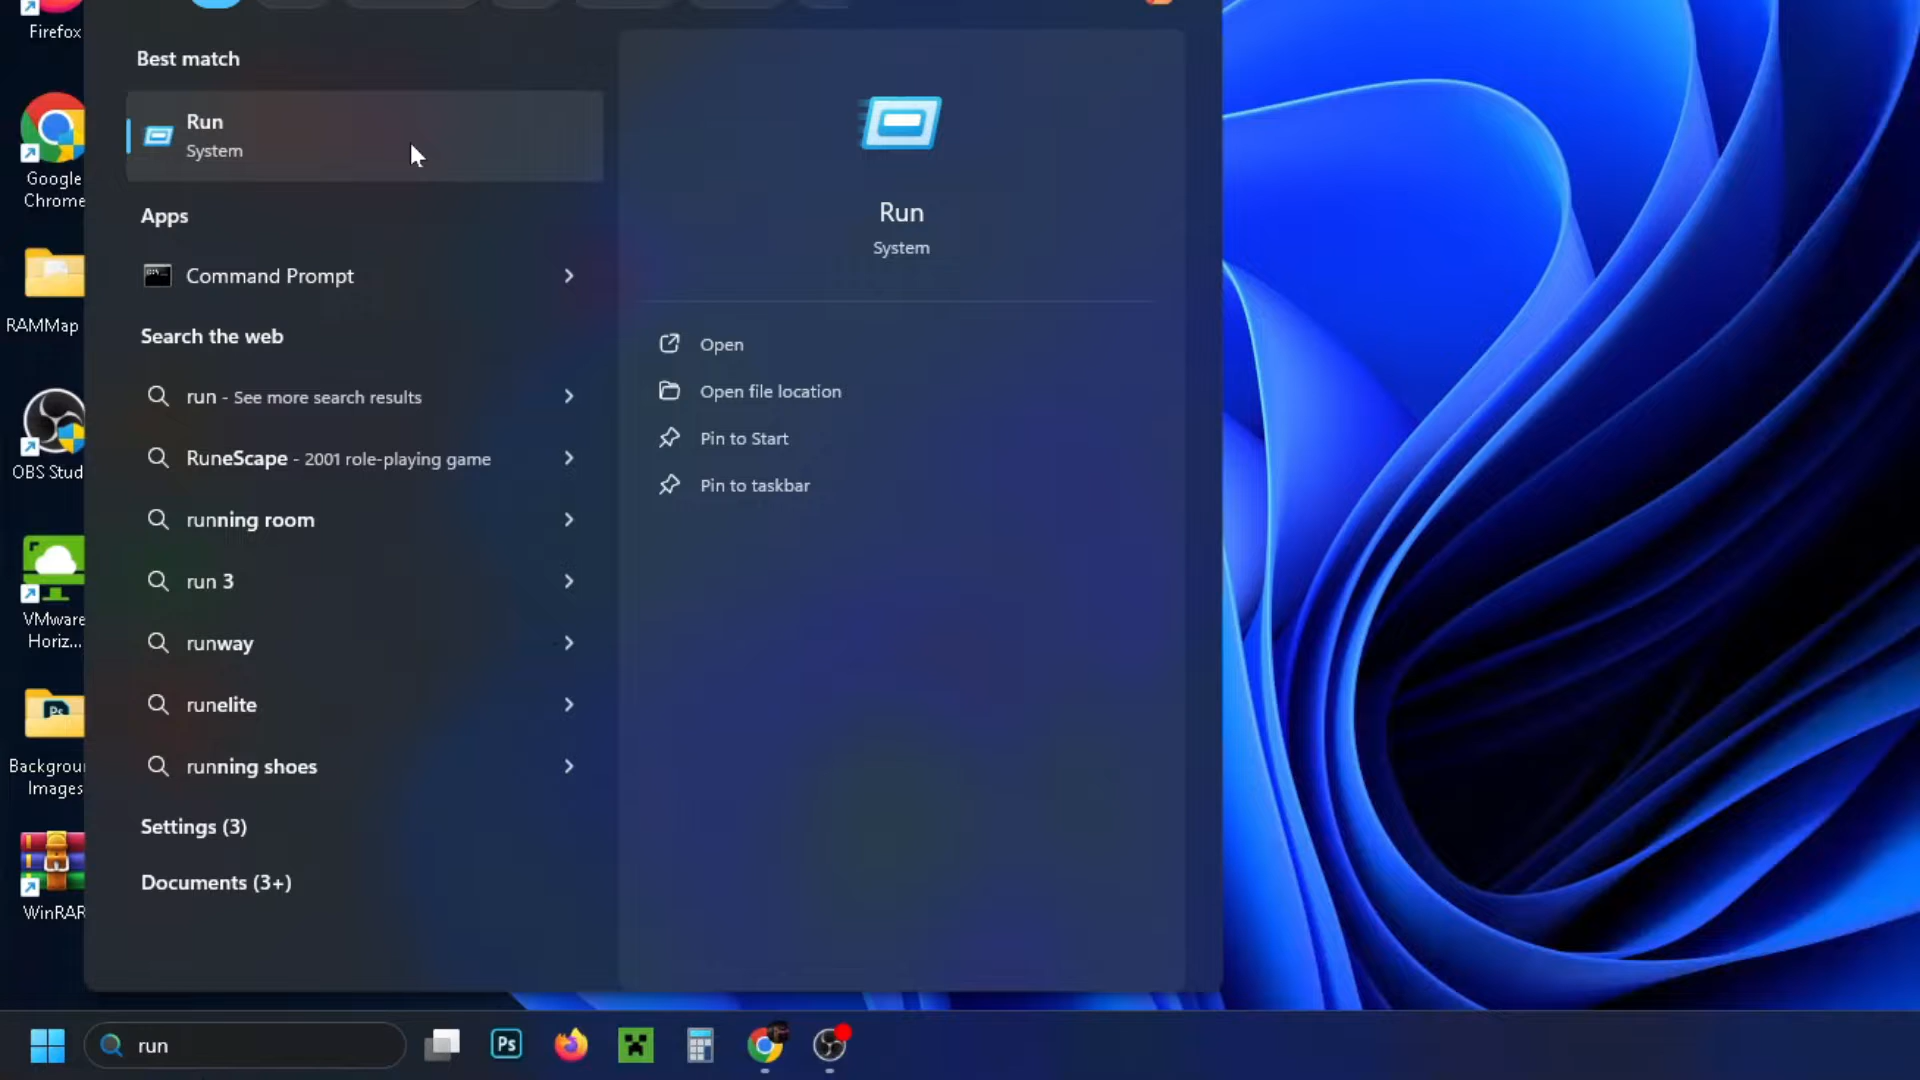 Firefox
Google
Chrome
RAMMap
OBS Stud
VMware
Horiz...
Backgrou
Images
WinRAR
Best match
Run
System
Apps
Command Prompt
Search the web
run - See more search results
RuneScape - 2001 role-playing game
running room
run 3
runway
runelite
running shoes
Settings (3)
Documents (3+)
Run
System
Open
Open file location
Pin to Start
Pin to taskbar
run
Ps